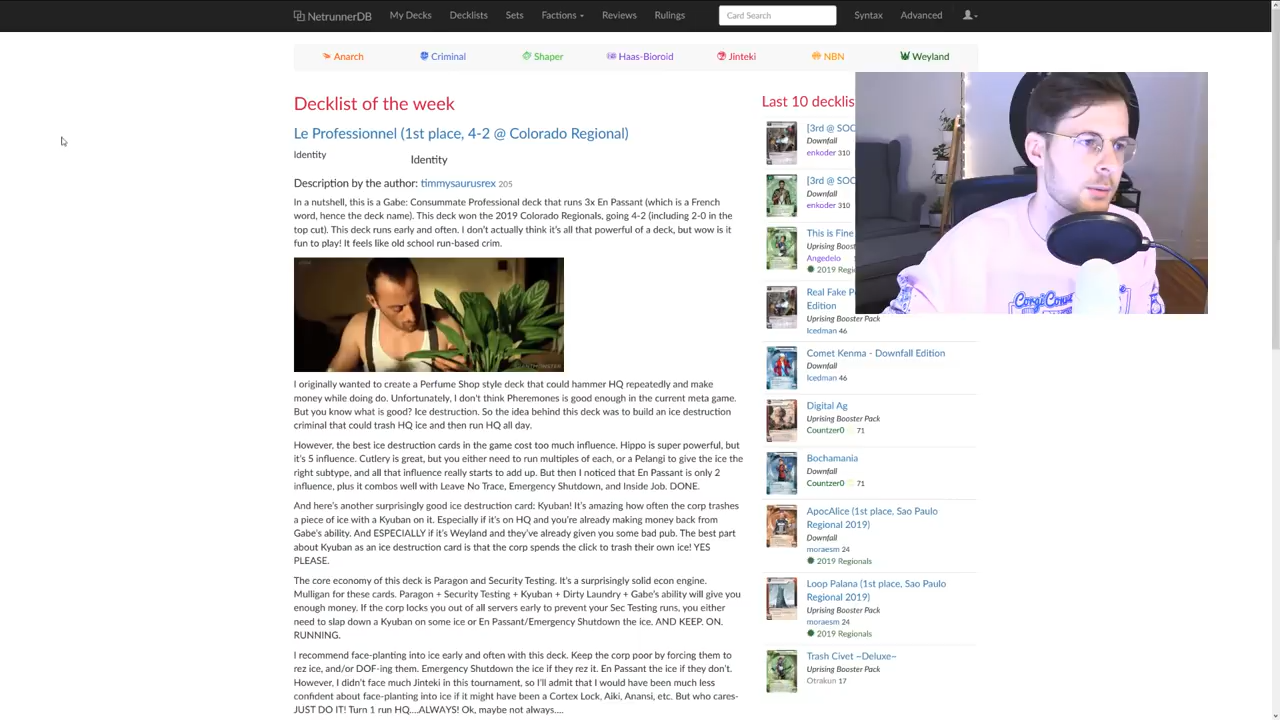 NetrunnerDB My Decks Decklists Sets Factions Reviews Rulings Card Search Syntax Advanced
Anarch Criminal Shaper Haas-Bioroid Jinteki NBN Weyland
Decklist of the week
Le Professionnel (1st place, 4-2 @ Colorado Regional)
Identity
Identity
Description by the author: timmysaurusrex 205
In a nutshell, this is a Gabe: Consummate Professional deck that runs 3x En Passant (which is a French
word, hence the deck name). This deck won the 2019 Colorado Regionals, going 4-2 (including 2-0 in the
top cut). This deck runs early and often. I don't actually think it's all that powerful of a deck, but wow is it
fun to play! It feels like old school run-based crim.
I originally wanted to create a Perfume Shop style deck that could hammer HQ repeatedly and make
money while doing do. Unfortunately, I don't think Pheremones is good enough in the current meta game.
But you know what is good? Ice destruction. So the idea behind this deck was to build an ice destruction
criminal that could trash HQ ice and then run HQ all day.
However, the best ice destruction cards in the game cost too much influence. Hippo is super powerful, but
it's 5 influence. Cutlery is great, but you either need to run multiples of each, or a Pelangi to give the ice the
right subtype, and all that influence really starts to add up. But then I noticed that En Passant is only 2
influence, plus it combos well with Leave No Trace, Emergency Shutdown, and Inside Job. DONE.
And here's another surprisingly good ice destruction card: Kyuban! It's amazing how often the corp trashes
a piece of ice with a Kyuban on it. Especially if it's on HQ and you're already making money back from
Gabe's ability. And ESPECIALLY if it's Weyland and they've already given you some bad pub. The best part
about Kyuban as an ice destruction card is that the corp spends the click to trash their own ice! YES
PLEASE.
The core economy of this deck is Paragon and Security Testing. It's a surprisingly solid econ engine.
Mulligan for these cards. Paragon + Security Testing + Kyuban + Dirty Laundry + Gabe's ability will give you
enough money. If the corp locks you out of all servers early to prevent your Sec Testing runs, you either
need to slap down a Kyuban on some ice or En Passant/Emergency Shutdown the ice. AND KEEP. ON.
RUNNING.
I recommend face-planting into ice early and often with this deck. Keep the corp poor by forcing them to
rez ice, and/or DOF-ing them. Emergency Shutdown the ice if they rez it. En Passant the ice if they don't.
However, I didn't face much Jinteki in this tournament, so I'll admit that I would have been much less
confident about face-planting into ice if it might have been a Cortex Lock, Aiki, Anansi, etc. But who cares-
JUST DO IT! Turn 1 run HQ....ALWAYS! Ok, maybe not always....
Last 10 decklis
[3rd @ SOC
Downfall
enkoder 310
[3rd @ SOC
Downfall
enkoder 310
This is Fine
Uprising Boost
Angedelo
2019 Regio
Real Fake P
Edition
Uprising Booster Pack
Icedman 46
Comet Kenma - Downfall Edition
Downfall
Icedman 46
Digital Ag
Uprising Booster Pack
Countzer0 71
Bochamania
Downfall
Countzer0 71
ApocAlice (1st place, Sao Paulo
Regional 2019)
Downfall
moraesm 24
2019 Regionals
Loop Palana (1st place, Sao Paulo
Regional 2019)
Uprising Booster Pack
moraesm 24
2019 Regionals
Trash Civet ~Deluxe~
Uprising Booster Pack
Otrakun 17